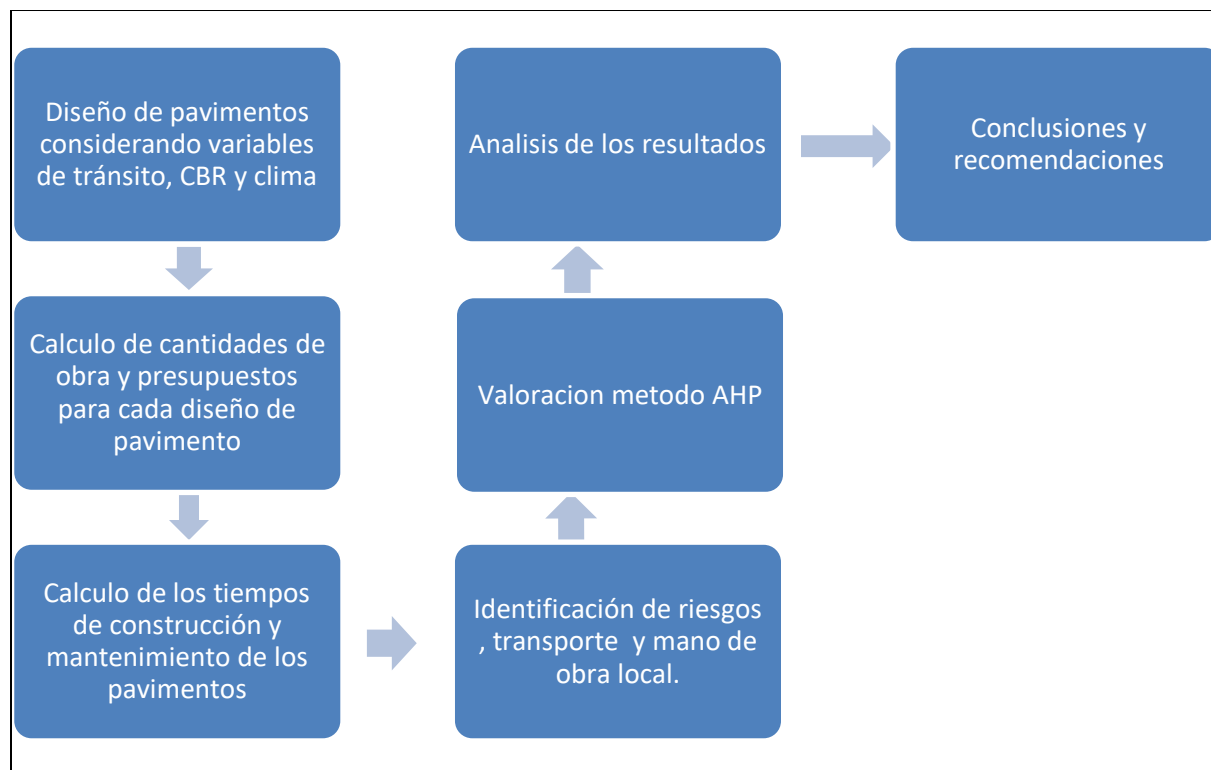 Diseño de pavimentos
considerando variables
de tránsito, CBR y clima
Calculo de cantidades de
obra y presupuestos
para cada diseño de
pavimento
Calculo de los tiempos
de construcción y
mantenimiento de los
pavimentos
Identificación de riesgos
, transporte y mano de
obra local.
Valoracion metodo AHP
Analisis de los resultados
Conclusiones y
recomendaciones